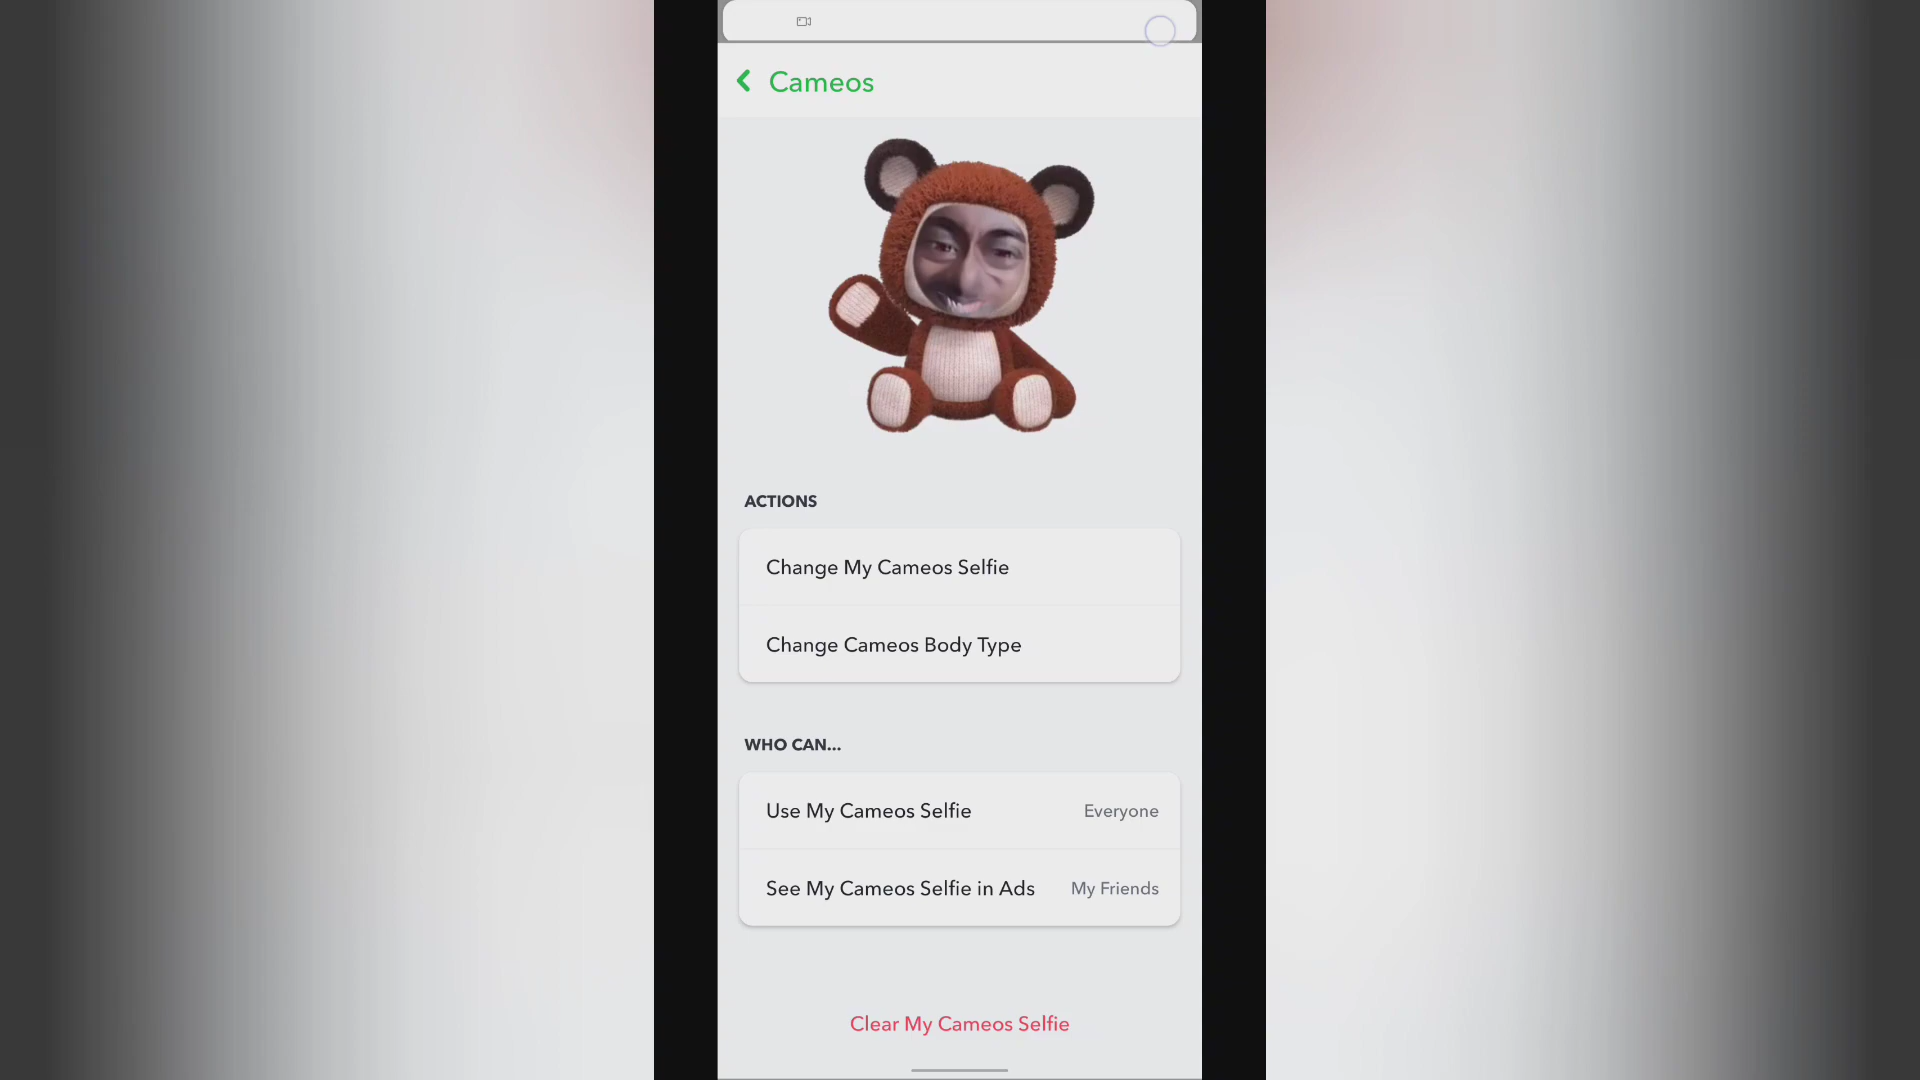 Cameos
ACTIONS
Change My Cameos Selfie
Change Cameos Body Type
WHO CAN...
Use My Cameos Selfie Everyone
See My Cameos Selfie in Ads My Friends
Clear My Cameos Selfie